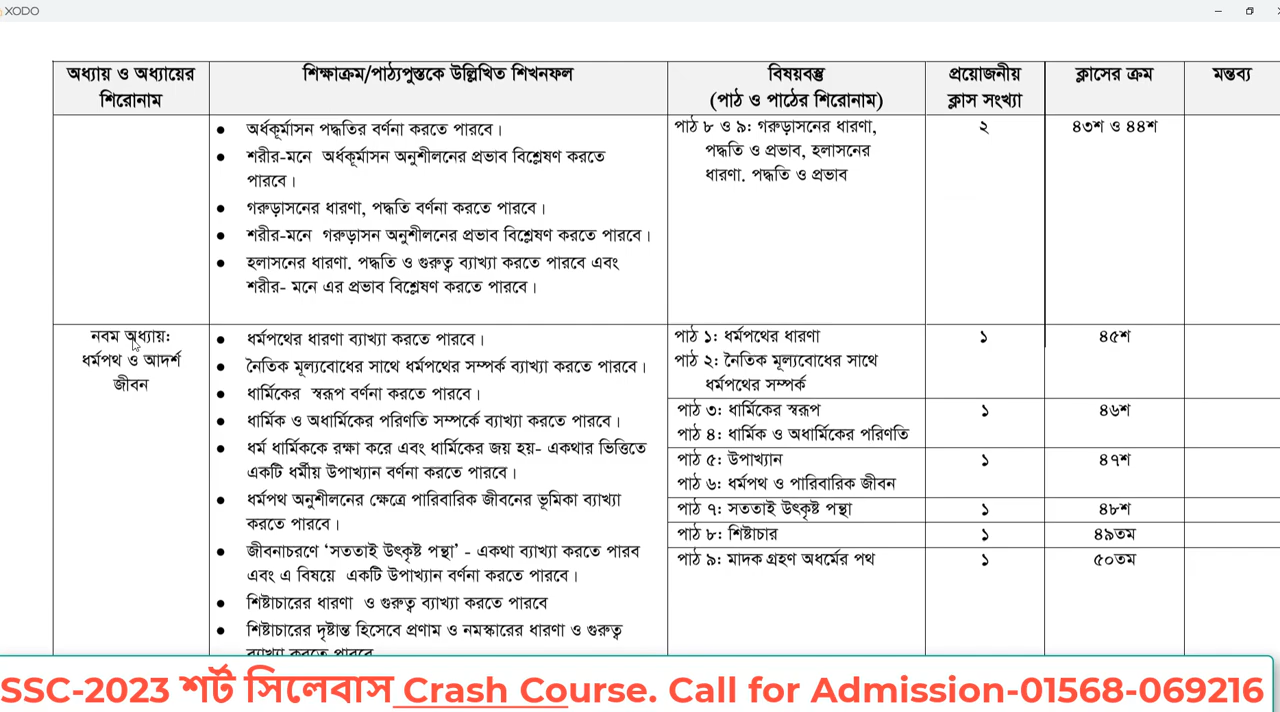 XODO
অধ্যায় ও অধ্যায়ের
শিরোনাম
শিক্ষাক্রম/পাঠ্যপুস্তকে উল্লিখিত শিখনফল
বিষয়বস্তু
(পাঠ ও পাঠের শিরোনাম)
প্রয়োজনীয়
ক্লাস সংখ্যা
ক্লাসের ক্রম
মন্তব্য
● অর্ধকূর্মাসন পদ্ধতির বর্ণনা করতে পারবে।
● শরীর-মনে অর্ধকূর্মাসন অনুশীলনের প্রভাব বিশ্লেষণ করতে
পারবে।
● গরুড়াসনের ধারণা, পদ্ধতি বর্ণনা করতে পারবে।
● শরীর-মনে গরুড়াসন অনুশীলনের প্রভাব বিশ্লেষণ করতে পারবে।
● হলাসনের ধারণা. পদ্ধতি ও গুরুত্ব ব্যাখ্যা করতে পারবে এবং
শরীর- মনে এর প্রভাব বিশ্লেষণ করতে পারবে।
পাঠ ৮ ও ৯: গরুড়াসনের ধারণা,
পদ্ধতি ও প্রভাব, হলাসনের
ধারণা. পদ্ধতি ও প্রভাব
২
৪৩শ ও ৪৪শ
নবম অধ্যায়:
ধর্মপথ ও আদর্শ
জীবন
● ধর্মপথের ধারণা ব্যাখ্যা করতে পারবে।
● নৈতিক মূল্যবোধের সাথে ধর্মপথের সম্পর্ক ব্যাখ্যা করতে পারবে।
● ধার্মিকের স্বরূপ বর্ণনা করতে পারবে।
● ধার্মিক ও অধার্মিকের পরিণতি সম্পর্কে ব্যাখ্যা করতে পারবে।
● ধর্ম ধার্মিককে রক্ষা করে এবং ধার্মিকের জয় হয়- একথার ভিত্তিতে
একটি ধর্মীয় উপাখ্যান বর্ণনা করতে পারবে।
● ধর্মপথ অনুশীলনের ক্ষেত্রে পারিবারিক জীবনের ভূমিকা ব্যাখ্যা
করতে পারবে।
● জীবনাচরণে ‘সততাই উৎকৃষ্ট পন্থা’ - একথা ব্যাখ্যা করতে পারব
এবং এ বিষয়ে একটি উপাখ্যান বর্ণনা করতে পারবে।
● শিষ্টাচারের ধারণা ও গুরুত্ব ব্যাখ্যা করতে পারবে
● শিষ্টাচারের দৃষ্টান্ত হিসেবে প্রণাম ও নমস্কারের ধারণা ও গুরুত্ব
ব্যাখ্যা করতে পারবে
পাঠ ১: ধর্মপথের ধারণা
পাঠ ২: নৈতিক মূল্যবোধের সাথে
ধর্মপথের সম্পর্ক
১
৪৫শ
পাঠ ৩: ধার্মিকের স্বরূপ
পাঠ ৪: ধার্মিক ও অধার্মিকের পরিণতি
১
৪৬শ
পাঠ ৫: উপাখ্যান
পাঠ ৬: ধর্মপথ ও পারিবারিক জীবন
১
৪৭শ
পাঠ ৭: সততাই উৎকৃষ্ট পন্থা
১
৪৮শ
পাঠ ৮: শিষ্টাচার
১
৪৯তম
পাঠ ৯: মাদক গ্রহণ অধর্মের পথ
১
৫০তম
SSC-2023 শর্ট সিলেবাস Crash Course. Call for Admission-01568-069216